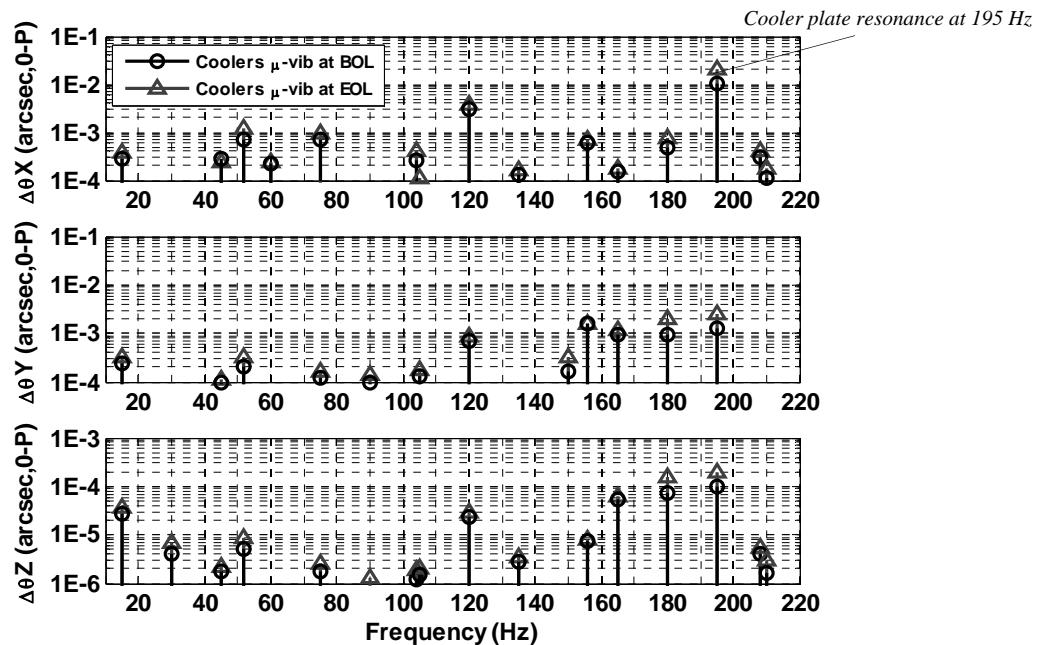 Cooler plate resonance at 195 Hz
1E-1
1E-2
1E-3
1E-4
ΔθX (arcsec,0-P)
Coolers μ-vib at BOL
Coolers μ-vib at EOL
20 40 60 80 100 120 140 160 180 200 220
1E-1
1E-2
1E-3
1E-4
ΔθY (arcsec,0-P)
20 40 60 80 100 120 140 160 180 200 220
1E-3
1E-4
1E-5
1E-6
ΔθZ (arcsec,0-P)
20 40 60 80 100 120 140 160 180 200 220
Frequency (Hz)